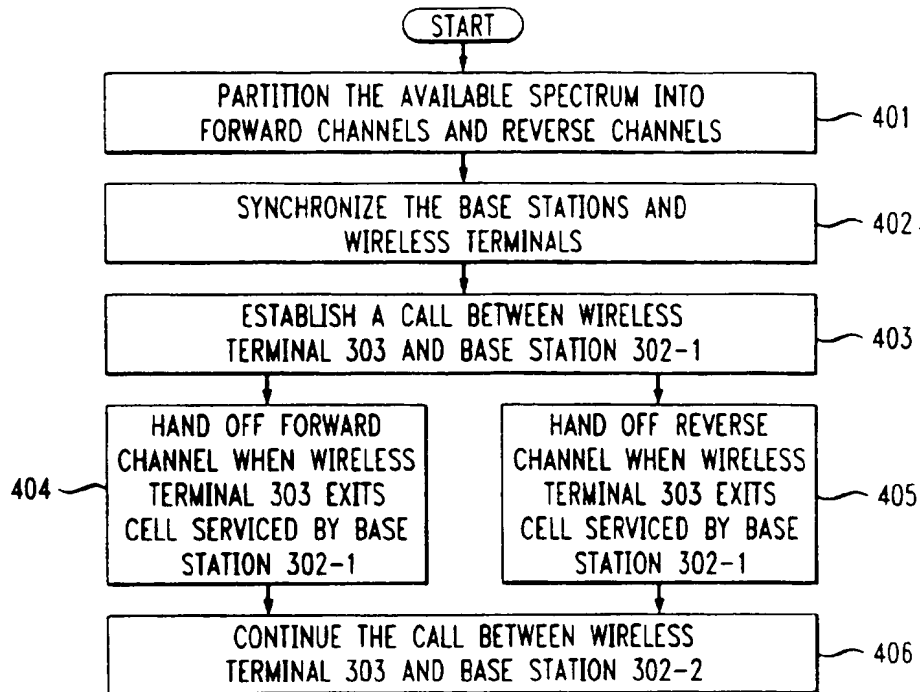 START
PARTITION THE AVAILABLE SPECTRUM INTO
FORWARD CHANNELS AND REVERSE CHANNELS
401
SYNCHRONIZE THE BASE STATIONS AND
WIRELESS TERMINALS
402
ESTABLISH A CALL BETWEEN WIRELESS
TERMINAL 303 AND BASE STATION 302-1
403
404
HAND OFF FORWARD
CHANNEL WHEN WIRELESS
TERMINAL 303 EXITS
CELL SERVICED BY BASE
STATION 302-1
HAND OFF REVERSE
CHANNEL WHEN WIRELESS
TERMINAL 303 EXITS
CELL SERVICED BY BASE
STATION 302-1
405
CONTINUE THE CALL BETWEEN WIRELESS
TERMINAL 303 AND BASE STATION 302-2
406